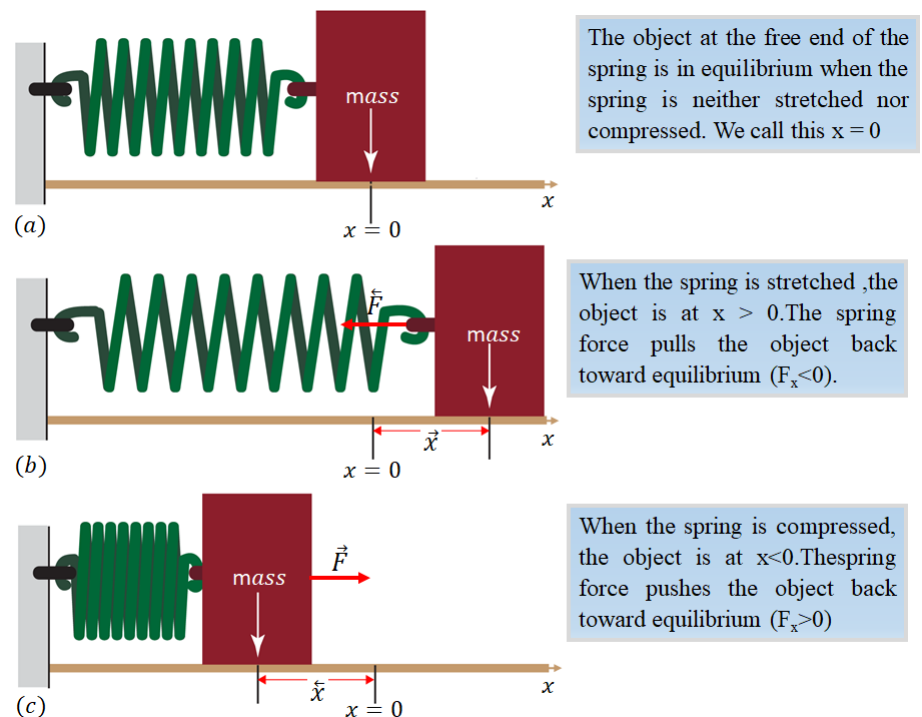 mass
The object at the free end of the
spring is in equilibrium when the
spring is neither stretched nor
compressed. We call this x = 0
x
(a)
x = 0
F⃖
mass
When the spring is stretched ,the
object is at x > 0.The spring
force pulls the object back
toward equilibrium (Fₓ<0).
x⃗
x
(b)
x = 0
mass
F⃗
When the spring is compressed,
the object is at x<0.Thespring
force pushes the object back
toward equilibrium (Fₓ>0)
x⃖
x
(c)
x = 0